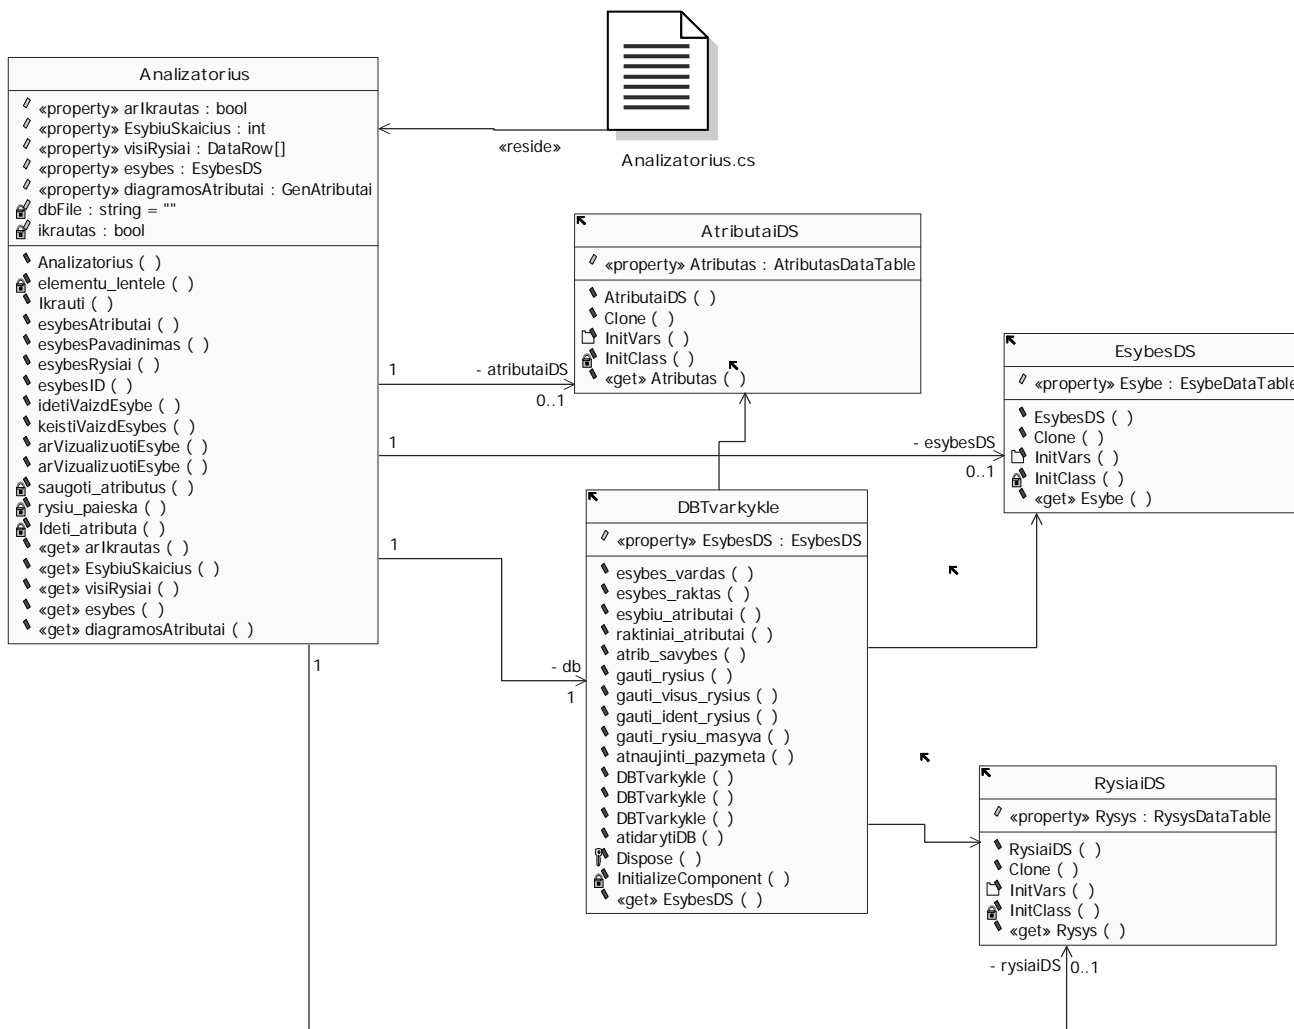 Analizatorius
«property» arIkrautas : bool
«property» EsybiuSkaicius : int
«property» visiRysiai : DataRow[]
«property» esybes : EsybesDS
«property» diagramosAtributai : GenAtributai
dbFile : string = ""
ikrautas : bool
Analizatorius ( )
elementu_lentele ( )
Ikrauti ( )
esybesAtributai ( )
esybesPavadinimas ( )
esybesRysiai ( )
esybesID ( )
idetiVaizdEsybe ( )
keistiVaizdEsybes ( )
arVizualizuotiEsybe ( )
arVizualizuotiEsybe ( )
saugoti_atributus ( )
rysiu_paieska ( )
Ideti_atributa ( )
«get» arIkrautas ( )
«get» EsybiuSkaicius ( )
«get» visiRysiai ( )
«get» esybes ( )
«get» diagramosAtributai ( )
«reside»
Analizatorius.cs
AtributaiDS
«property» Atributas : AtributasDataTable
AtributaiDS ( )
Clone ( )
InitVars ( )
InitClass ( )
«get» Atributas ( )
1
- atributaiDS
0..1
EsybesDS
«property» Esybe : EsybeDataTable
EsybesDS ( )
Clone ( )
InitVars ( )
InitClass ( )
«get» Esybe ( )
1
- esybesDS
0..1
DBTvarkykle
«property» EsybesDS : EsybesDS
esybes_vardas ( )
esybes_raktas ( )
esybiu_atributai ( )
raktiniai_atributai ( )
atrib_savybes ( )
gauti_rysius ( )
gauti_visus_rysius ( )
gauti_ident_rysius ( )
gauti_rysiu_masyva ( )
atnaujinti_pazymeta ( )
DBTvarkykle ( )
DBTvarkykle ( )
DBTvarkykle ( )
atidarytiDB ( )
Dispose ( )
InitializeComponent ( )
«get» EsybesDS ( )
1
- db
1
RysiaiDS
«property» Rysys : RysysDataTable
RysiaiDS ( )
Clone ( )
InitVars ( )
InitClass ( )
«get» Rysys ( )
1
- rysiaiDS
0..1